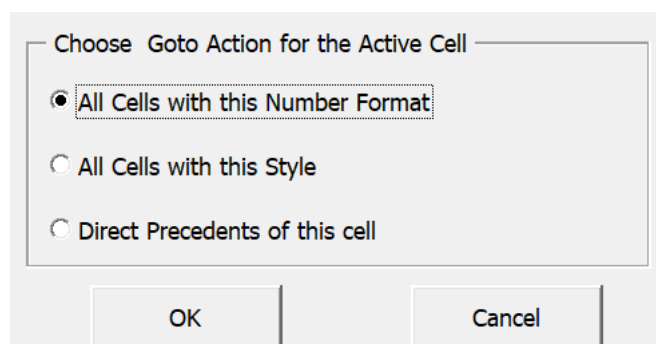 Choose  Goto Action for the Active Cell
All Cells with this Number Format
All Cells with this Style
Direct Precedents of this cell
OK
Cancel